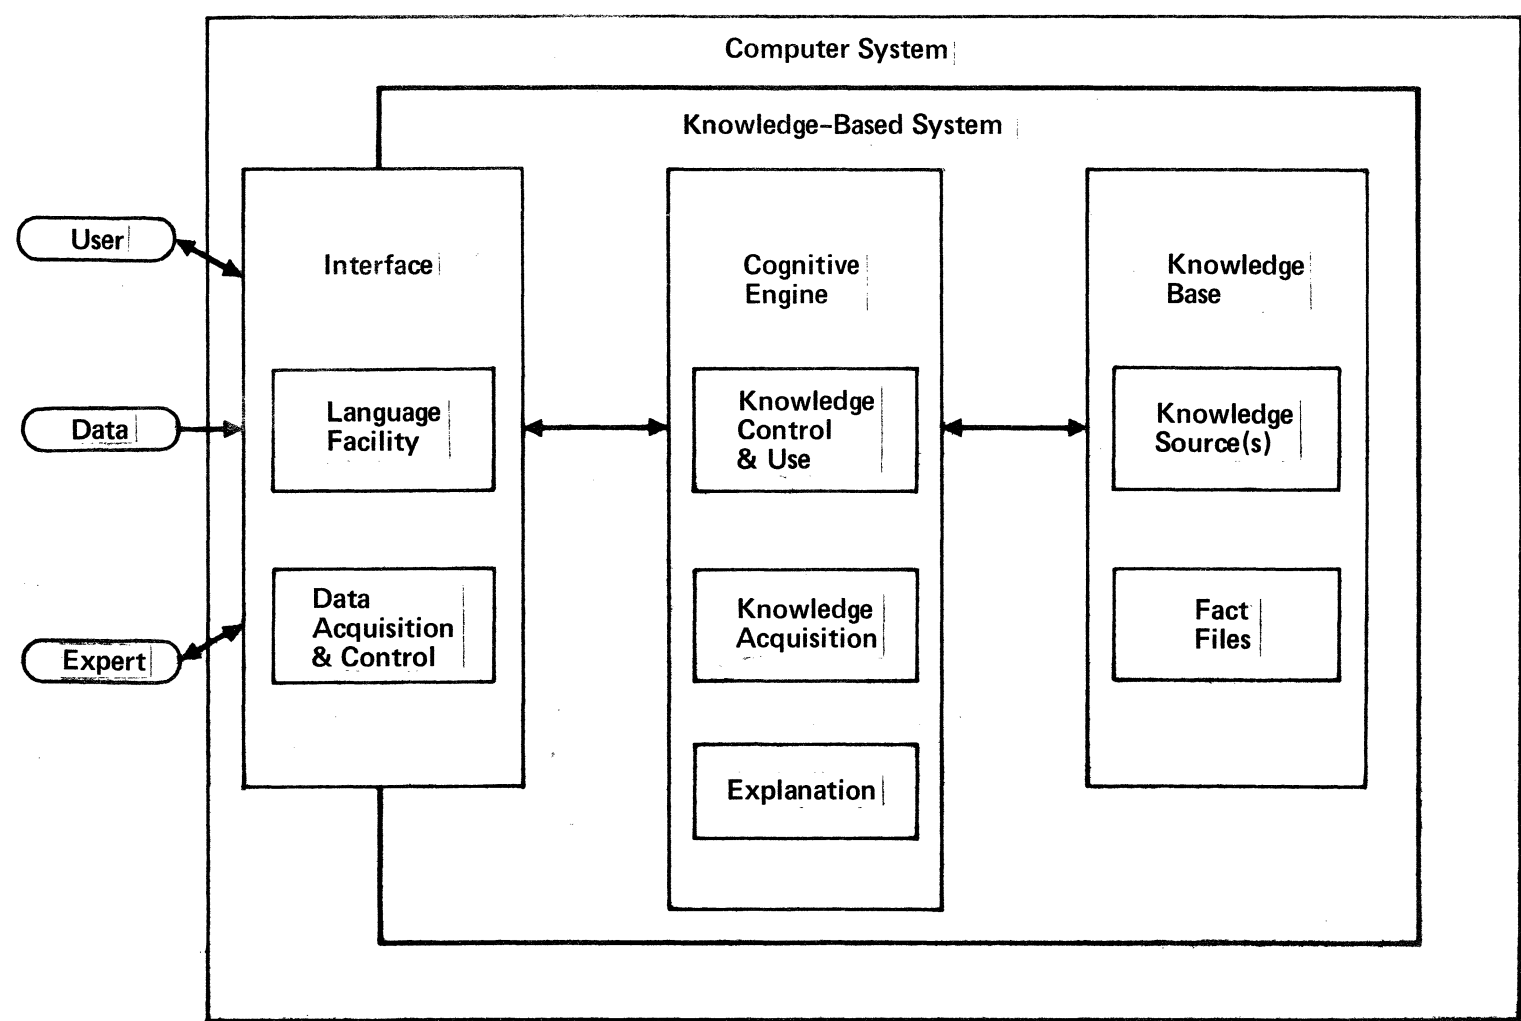 Computer System
Knowledge-Based System
User
Data
Expert
Interface
Language
Facility
Data
Acquisition
& Control
Cognitive
Engine
Knowledge
Control
& Use
Knowledge
Acquisition
Explanation
Knowledge
Base
Knowledge
Source(s)
Fact
Files